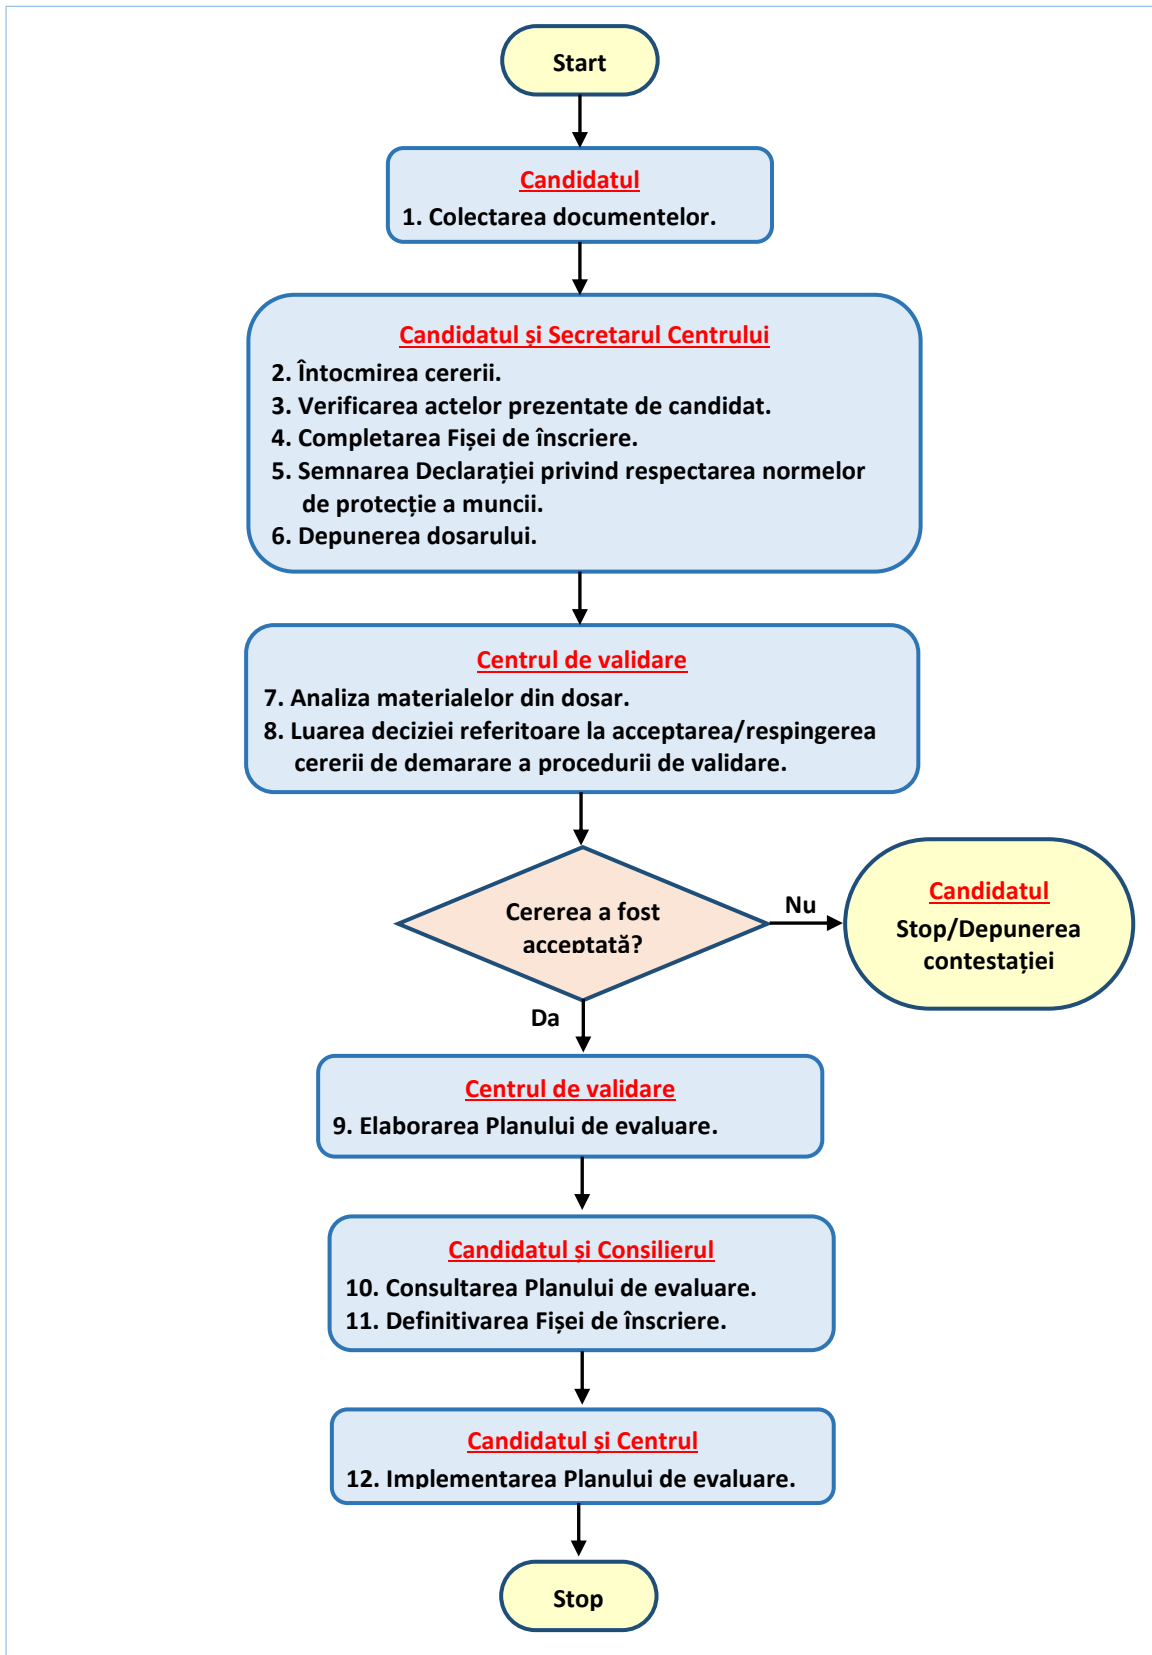 Start
Candidatul
1. Colectarea documentelor.
Candidatul și Secretarul Centrului
2. Întocmirea cererii.
3. Verificarea actelor prezentate de candidat.
4. Completarea Fișei de înscriere.
5. Semnarea Declarației privind respectarea normelor
de protecție a muncii.
6. Depunerea dosarului.
Centrul de validare
7. Analiza materialelor din dosar.
8. Luarea deciziei referitoare la acceptarea/respingerea
cererii de demarare a procedurii de validare.
Cererea a fost
acceptată?
Nu
Candidatul
Stop/Depunerea
contestației
Da
Centrul de validare
9. Elaborarea Planului de evaluare.
Candidatul și Consilierul
10. Consultarea Planului de evaluare.
11. Definitivarea Fișei de înscriere.
Candidatul și Centrul
12. Implementarea Planului de evaluare.
Stop